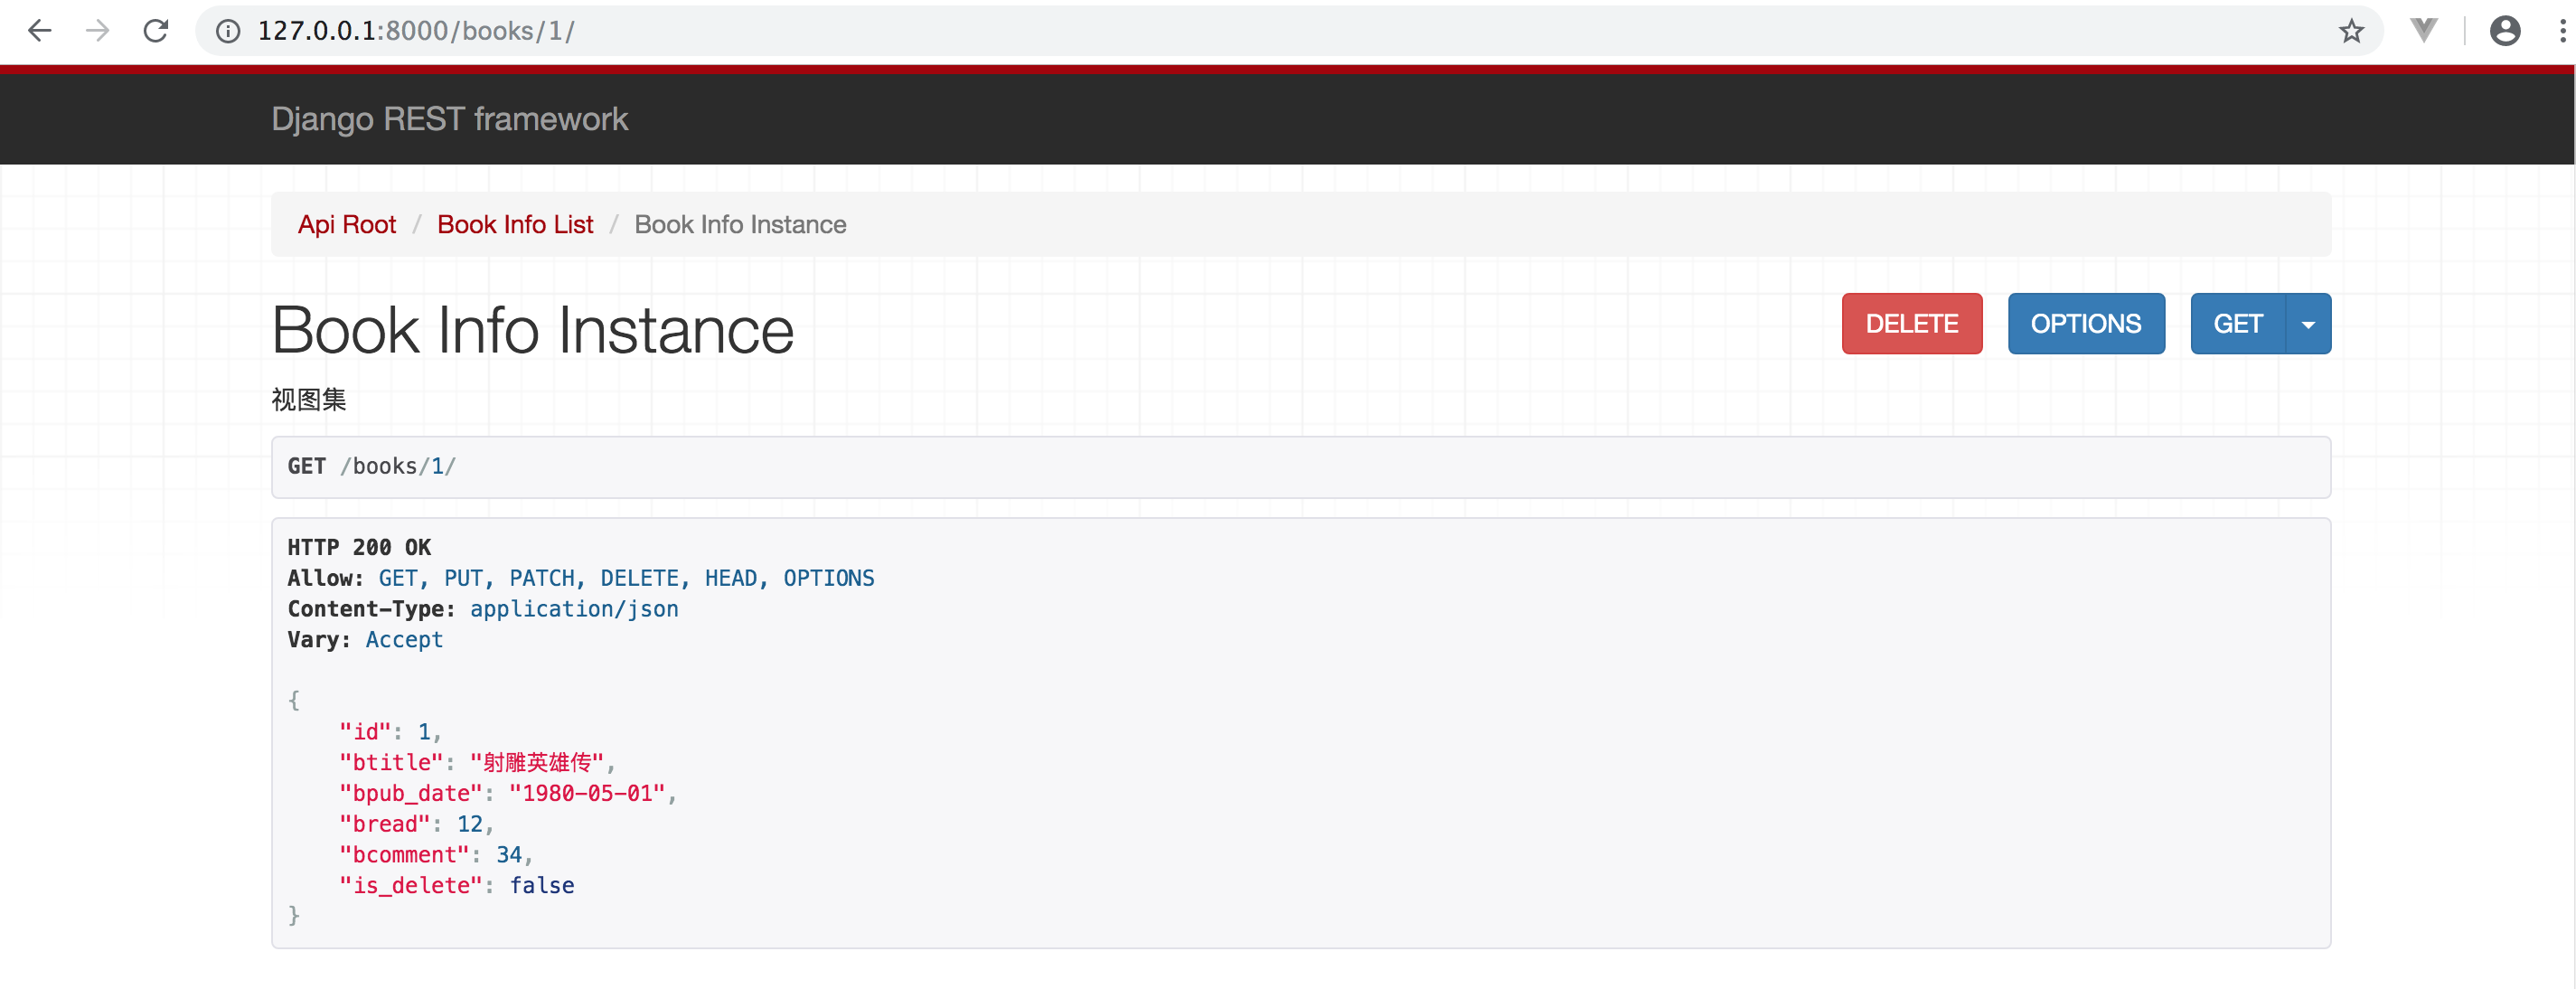 127.0.0.1:8000/books/1/
Django REST framework
Api Root / Book Info List / Book Info Instance
Book Info Instance
DELETE OPTIONS GET
视图集
GET /books/1/
HTTP 200 OK
Allow: GET, PUT, PATCH, DELETE, HEAD, OPTIONS
Content-Type: application/json
Vary: Accept
{
    "id": 1,
    "btitle": "射雕英雄传",
    "bpub_date": "1980-05-01",
    "bread": 12,
    "bcomment": 34,
    "is_delete": false
}